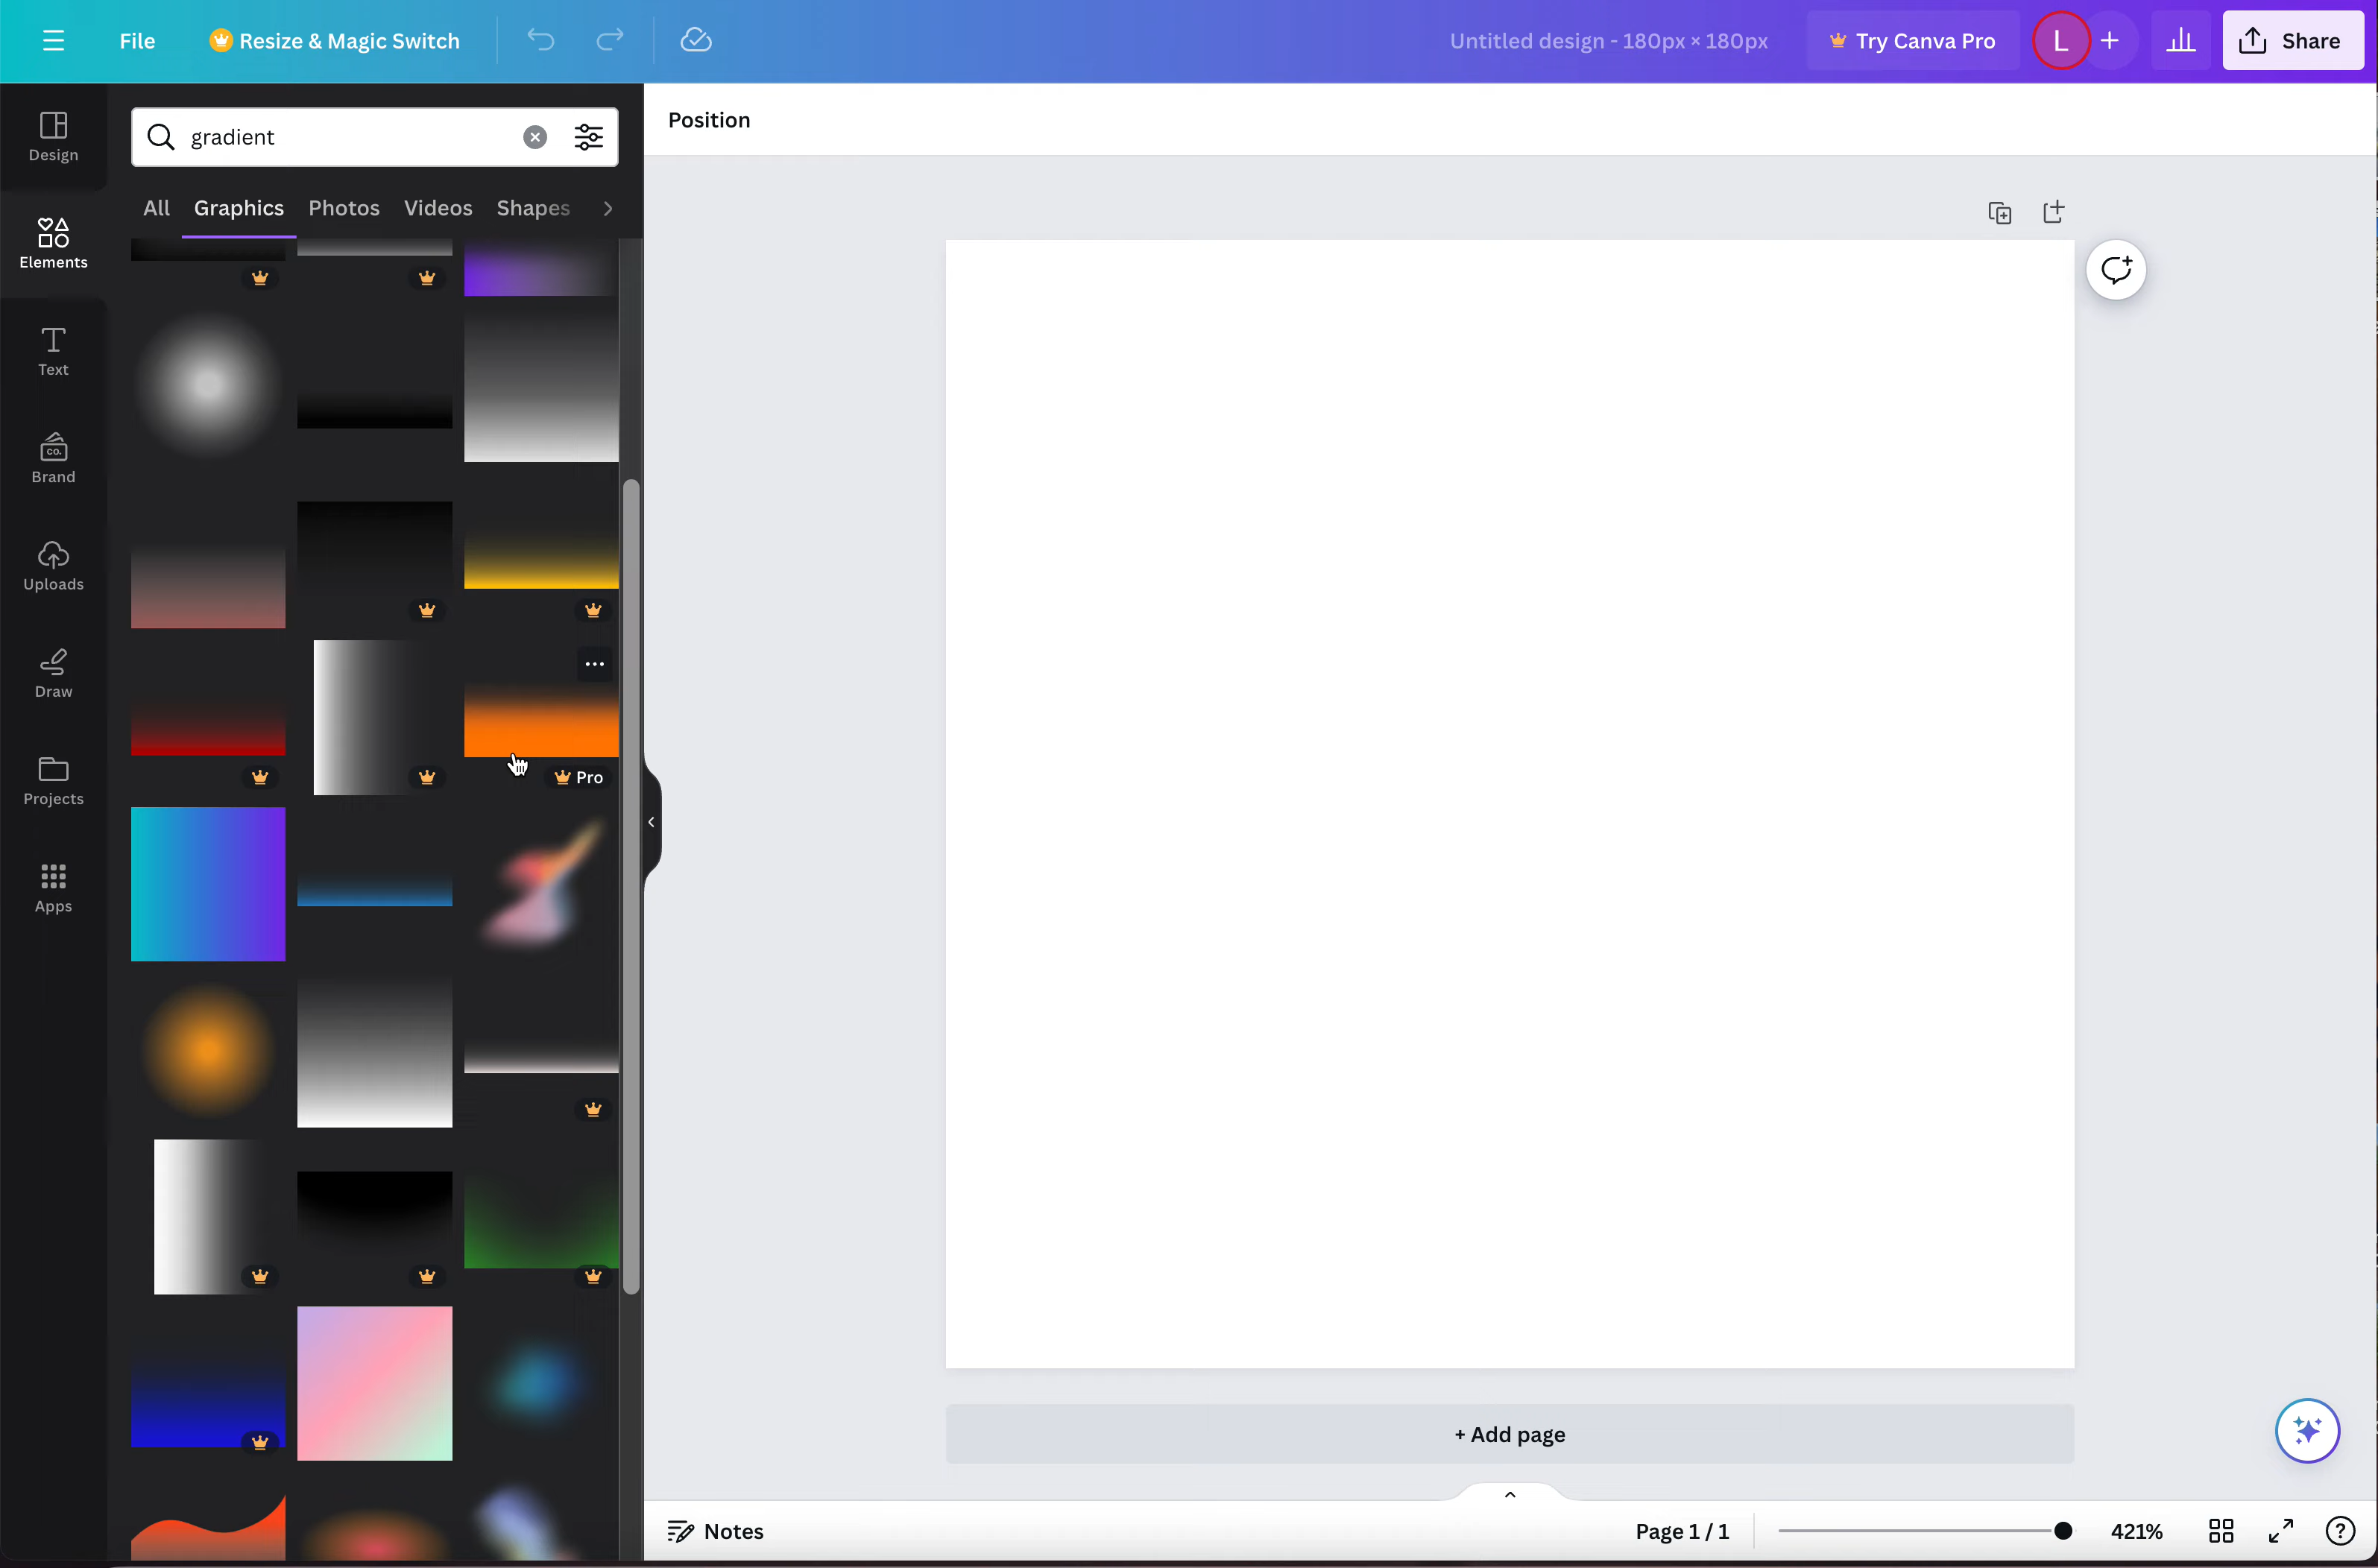 File
Resize & Magic Switch
Untitled design - 180px × 180px
Try Canva Pro
L
+
Share
Design
Elements
Text
CO.
Brand
Uploads
Draw
Projects
Apps
gradient
All Graphics Photos Videos Shapes
Position
Pro
+ Add page
Notes
Page 1 / 1
421%
?